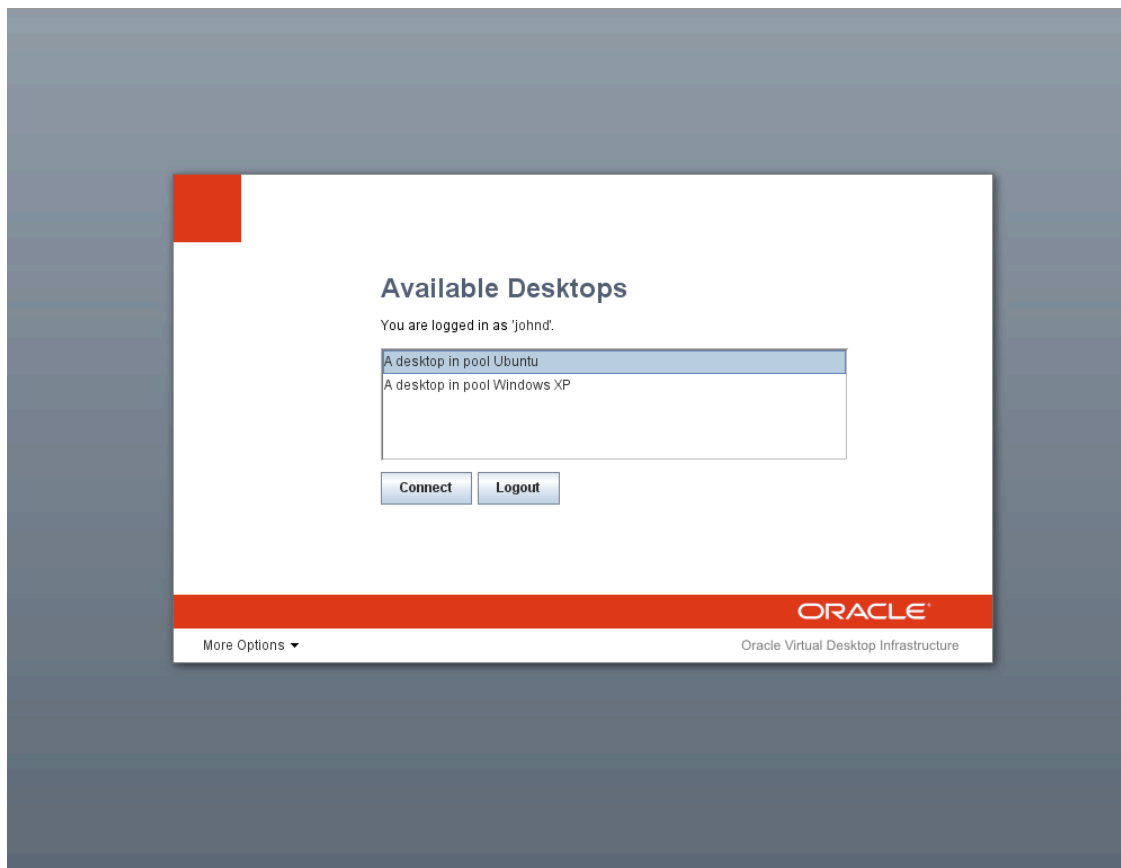 Available Desktops
You are logged in as 'johnd'.
A desktop in pool Ubuntu
A desktop in pool Windows XP
Connect Logout
ORACLE
More Options
Oracle Virtual Desktop Infrastructure